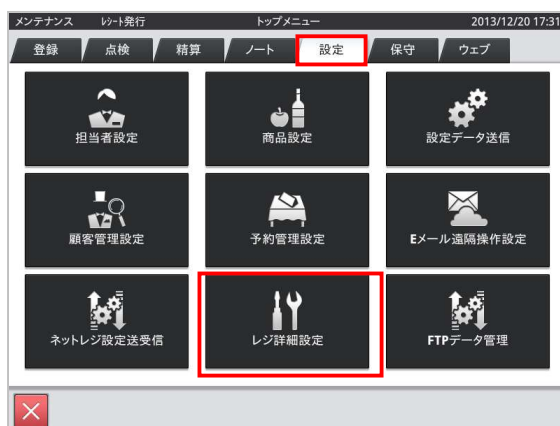 メンテナンス ﾚｼｰﾄ発行 トップメニュー 2013/12/20 17:31
登録 点検 精算 ノート 設定 保守 ウェブ
担当者設定 商品設定 設定データ送信
顧客管理設定 予約管理設定 Eメール遠隔操作設定
ネットレジ設定送受信 レジ詳細設定 FTPデータ管理